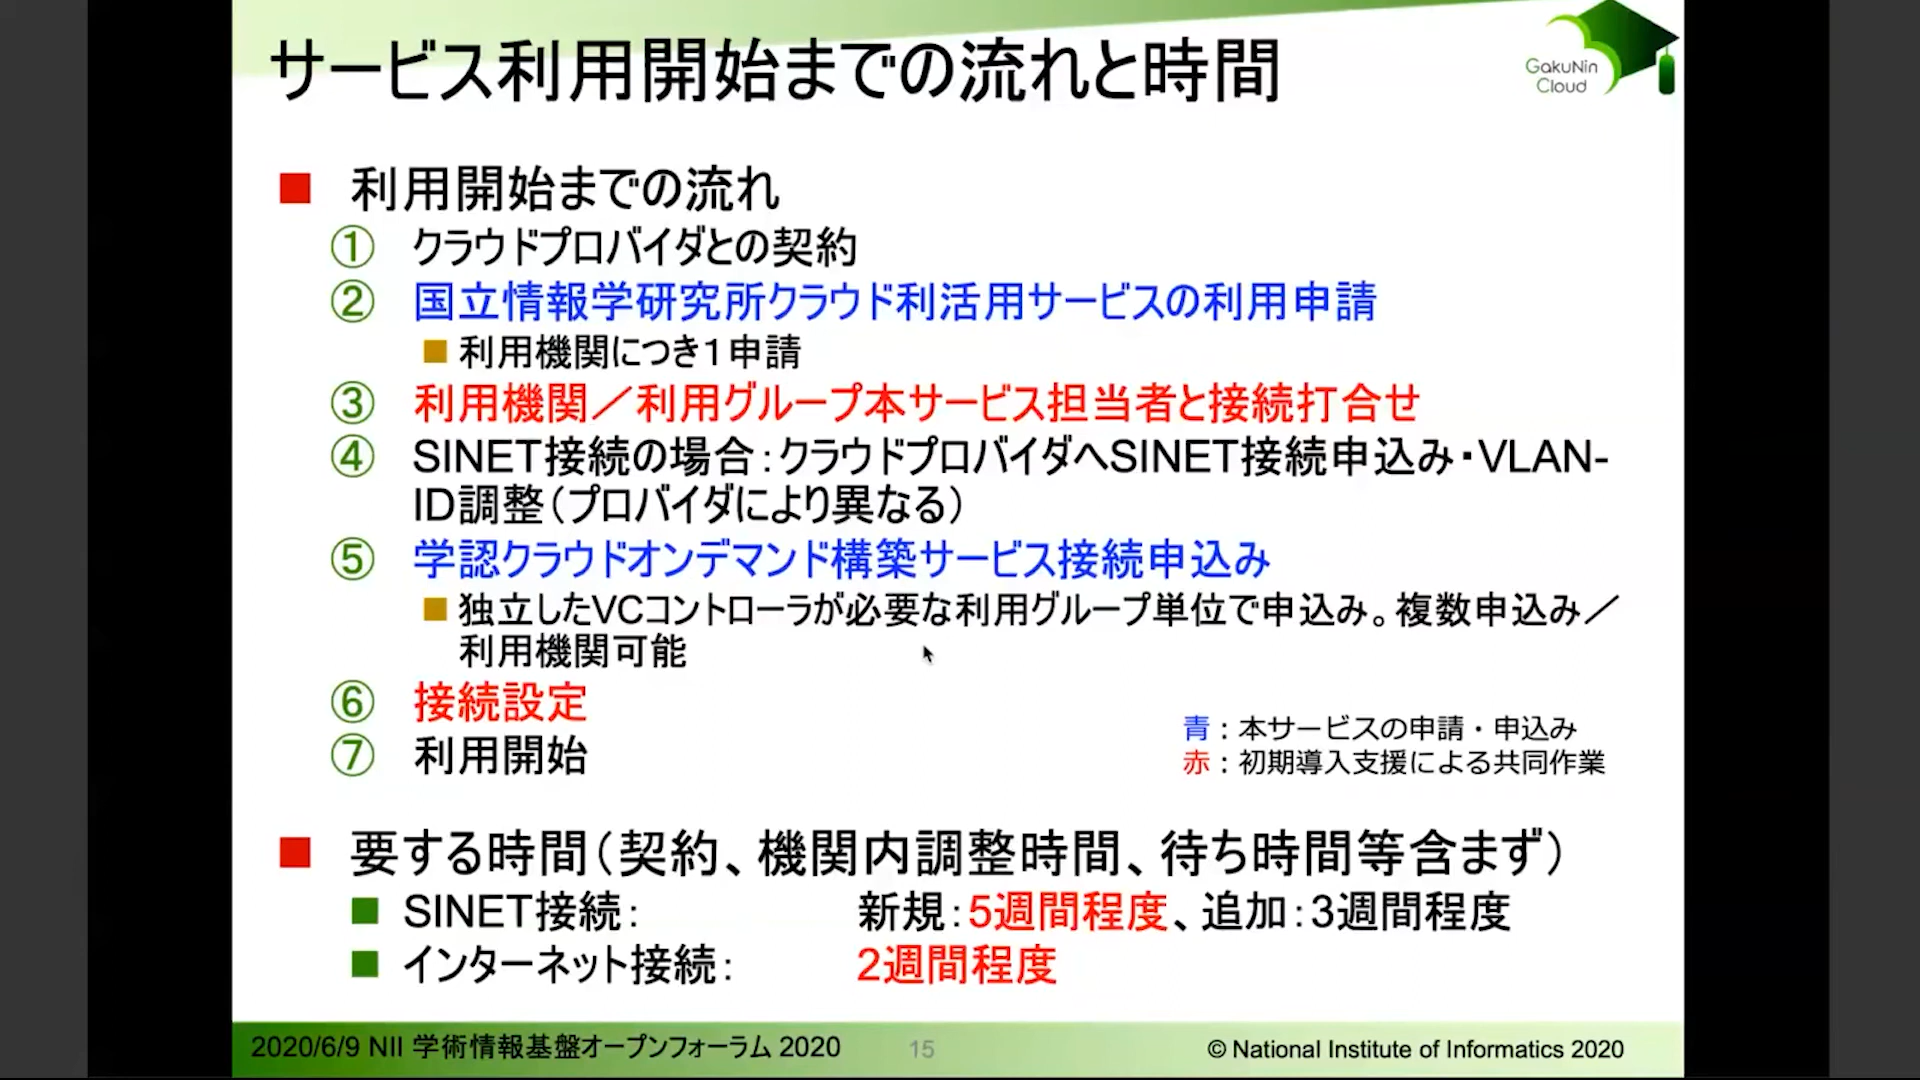 サービス利用開始までの流れと時間
GakuNin
Cloud
■ 利用開始までの流れ
① クラウドプロバイダとの契約
② 国立情報学研究所クラウド利活用サービスの利用申請
■ 利用機関につき１申請
③ 利用機関／利用グループ本サービス担当者と接続打合せ
④ SINET接続の場合：クラウドプロバイダへSINET接続申込み・VLAN-
ID調整（プロバイダにより異なる）
⑤ 学認クラウドオンデマンド構築サービス接続申込み
■ 独立したVCコントローラが必要な利用グループ単位で申込み。複数申込み／
利用機関可能
⑥ 接続設定
⑦ 利用開始
青：本サービスの申請・申込み
赤：初期導入支援による共同作業
■ 要する時間（契約、機関内調整時間、待ち時間等含まず）
■ SINET接続： 新規：5週間程度、追加：3週間程度
■ インターネット接続： 2週間程度
2020/6/9 NII 学術情報基盤オープンフォーラム 2020 15 © National Institute of Informatics 2020